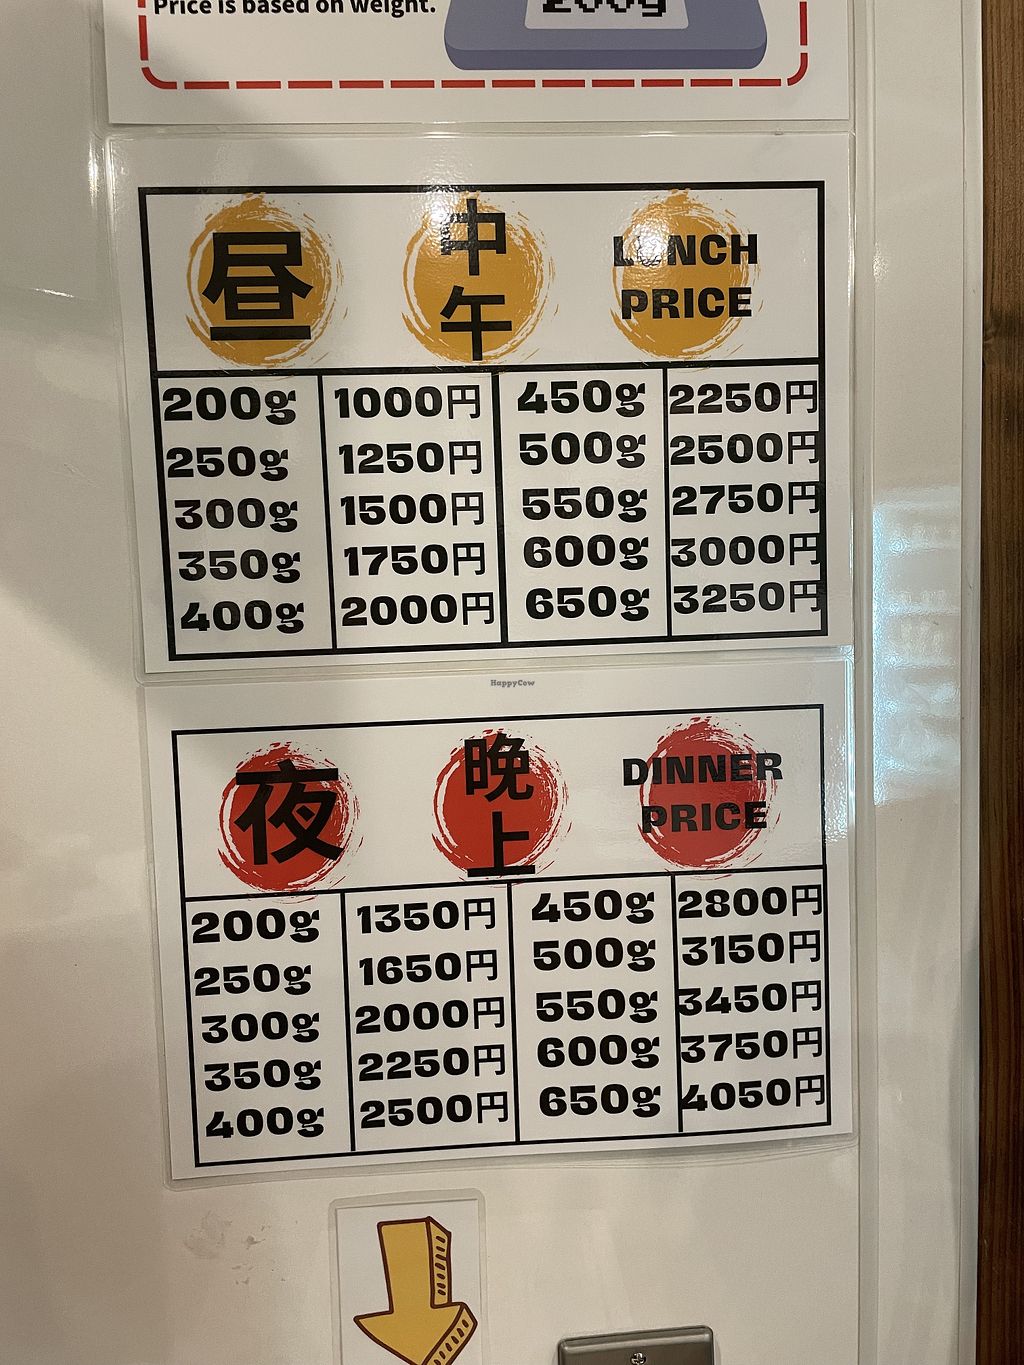 Price is based on weight.
200g
昼
中午
LUNCH
PRICE
200g 1000円 450g 2250円
250g 1250円 500g 2500円
300g 1500円 550g 2750円
350g 1750円 600g 3000円
400g 2000円 650g 3250円
HappyCow
夜
晩上
DINNER
PRICE
200g 1350円 450g 2800円
250g 1650円 500g 3150円
300g 2000円 550g 3450円
350g 2250円 600g 3750円
400g 2500円 650g 4050円